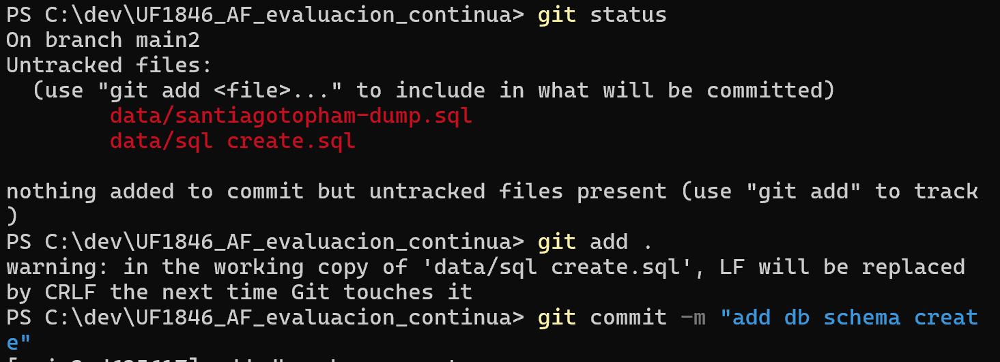 PS C:\dev\UF1846_AF_evaluacion_continua> git status
On branch main2
Untracked files:
  (use "git add <file>..." to include in what will be committed)
        data/santiagotopham-dump.sql
        data/sql create.sql

nothing added to commit but untracked files present (use "git add" to track
)
PS C:\dev\UF1846_AF_evaluacion_continua> git add .
warning: in the working copy of 'data/sql create.sql', LF will be replaced
by CRLF the next time Git touches it
PS C:\dev\UF1846_AF_evaluacion_continua> git commit -m "add db schema creat
e"